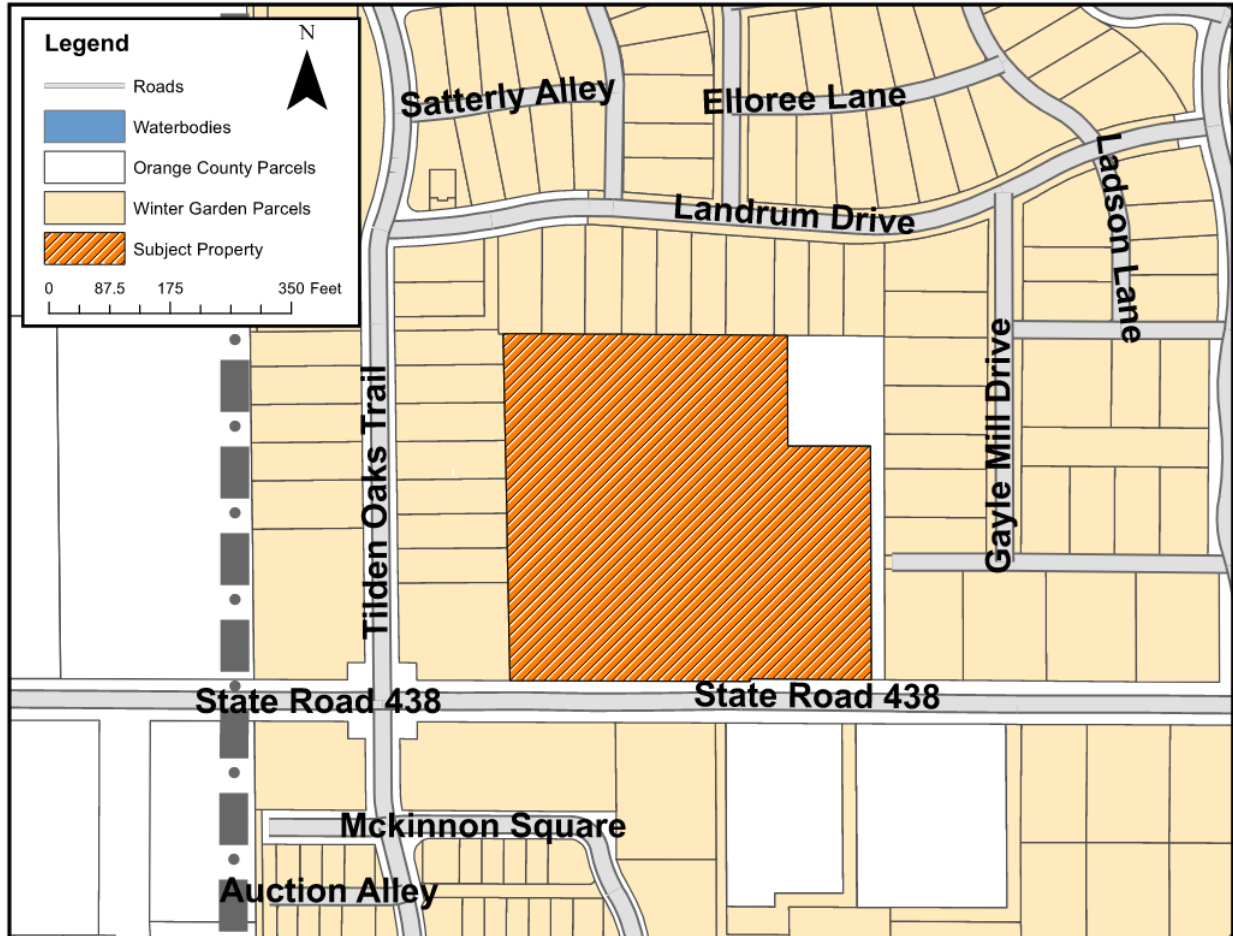 Legend
N
Roads
Waterbodies
Orange County Parcels
Winter Garden Parcels
Subject Property
0 87.5 175 350 Feet
Satterly Alley
Elloree Lane
Landrum Drive
Ladson Lane
Gayle Mill Drive
Tilden Oaks Trail
State Road 438
State Road 438
Mckinnon Square
Auction Alley